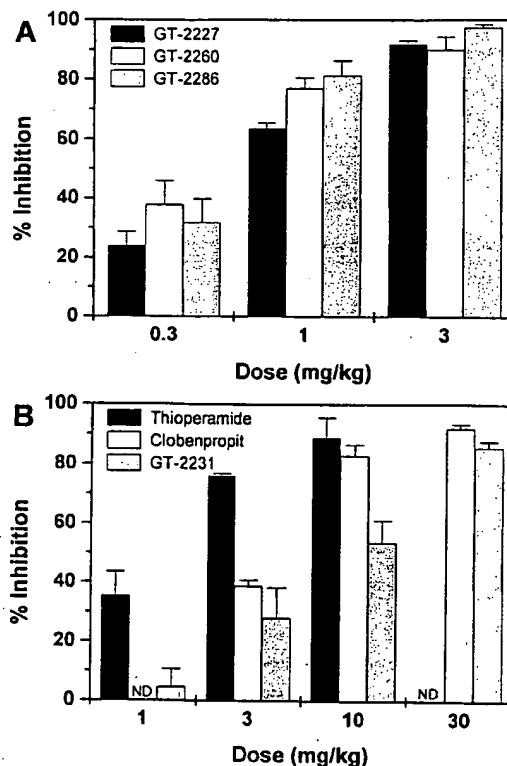 A
GT-2227
GT-2260
GT-2286
% Inhibition
100
80
60
40
20
0
0.3 1 3
Dose (mg/kg)
B
Thioperamide
Clobenpropit
GT-2231
% Inhibition
100
80
60
40
20
0
ND
ND
1 3 10 30
Dose (mg/kg)